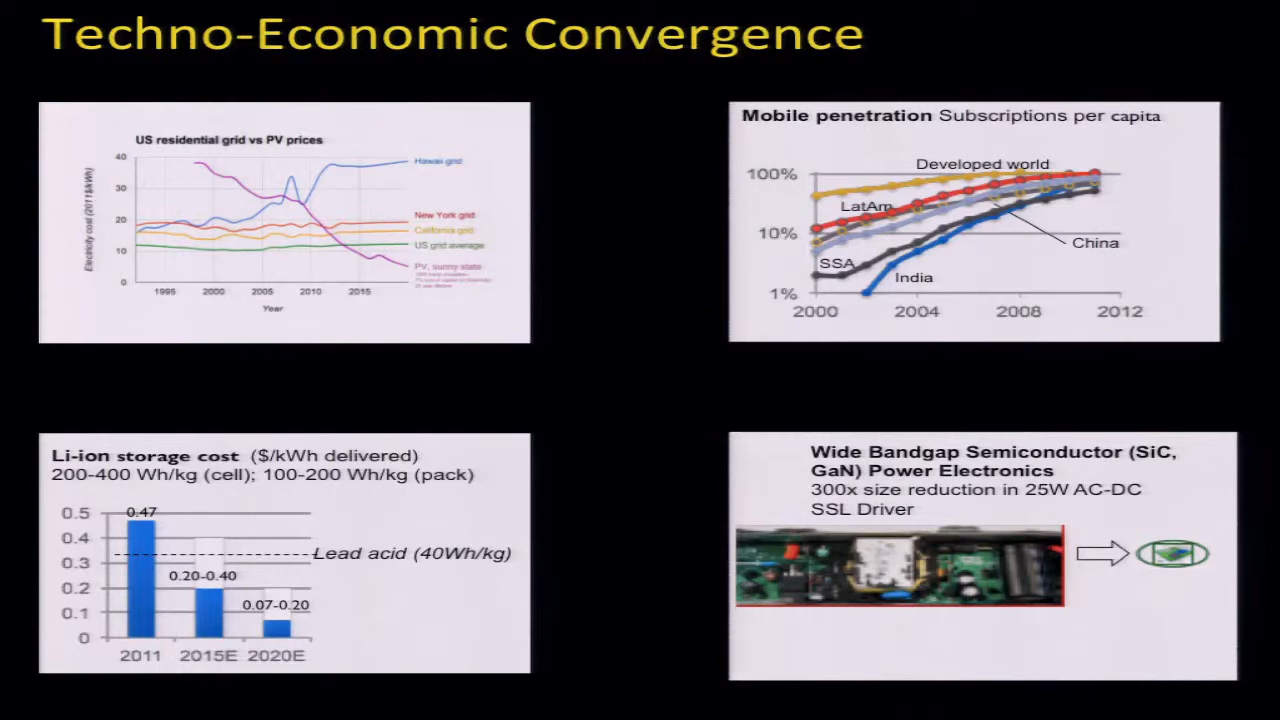 Techno-Economic Convergence
US residential grid vs PV prices
Electricity cost (2011$/kWh)
40
30
20
10
0
Hawaii grid
New York grid
California grid
US grid average
PV, sunny state
1995
2000
2005
2010
2015
Year
Mobile penetration Subscriptions per capita
Developed world
100%
LatAm
10%
China
SSA
India
1%
2000
2004
2008
2012
Li-ion storage cost ($/kWh delivered)
200-400 Wh/kg (cell); 100-200 Wh/kg (pack)
0.5
0.47
0.4
Lead acid (40Wh/kg)
0.3
0.20-0.40
0.2
0.07-0.20
0.1
0
2011
2015E
2020E
Wide Bandgap Semiconductor (SiC,
GaN) Power Electronics
300x size reduction in 25W AC-DC
SSL Driver